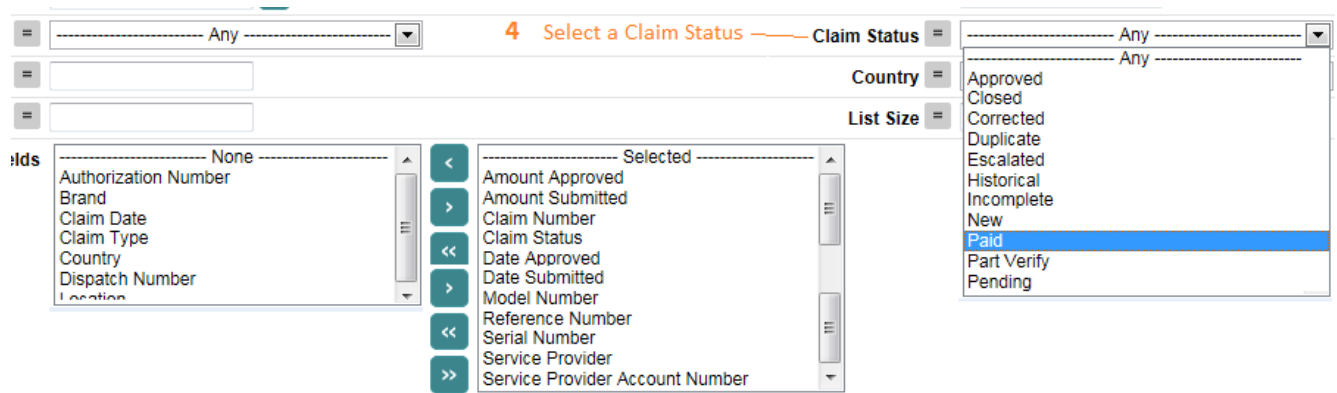 = ------------------------- Any ------------------------- 4 Select a Claim Status Claim Status = ------------------------- Any -------------------------
------------------------- Any -------------------------
= Country =
Approved
Closed
= List Size =
Corrected
Duplicate
Escalated
Historical
Incomplete
New
Paid
Part Verify
Pending
elds
------------------------- None ----------------------
Authorization Number
Brand
Claim Date
Claim Type
Country
Dispatch Number
Location
<
>
<<
>
<<
>>
----------------------- Selected --------------------
Amount Approved
Amount Submitted
Claim Number
Claim Status
Date Approved
Date Submitted
Model Number
Reference Number
Serial Number
Service Provider
Service Provider Account Number